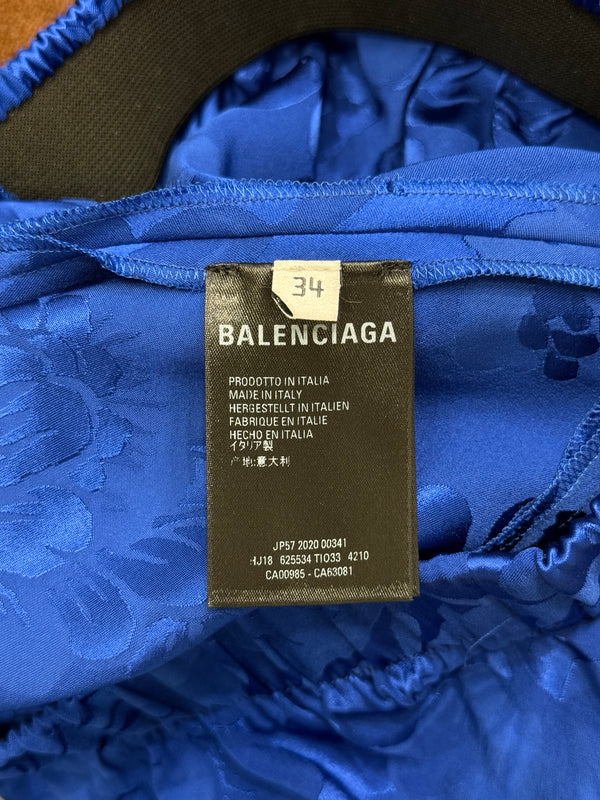 34
BALENCIAGA
PRODOTTO IN ITALIA
MADE IN ITALY
HERGESTELLT IN ITALIEN
FABRIQUE EN ITALIE
HECHO EN ITALIA
イタリア製
产地:意大利
JP57 2020 00341
HJ18 625534 TIO33 4210
CA00985 - CA63081